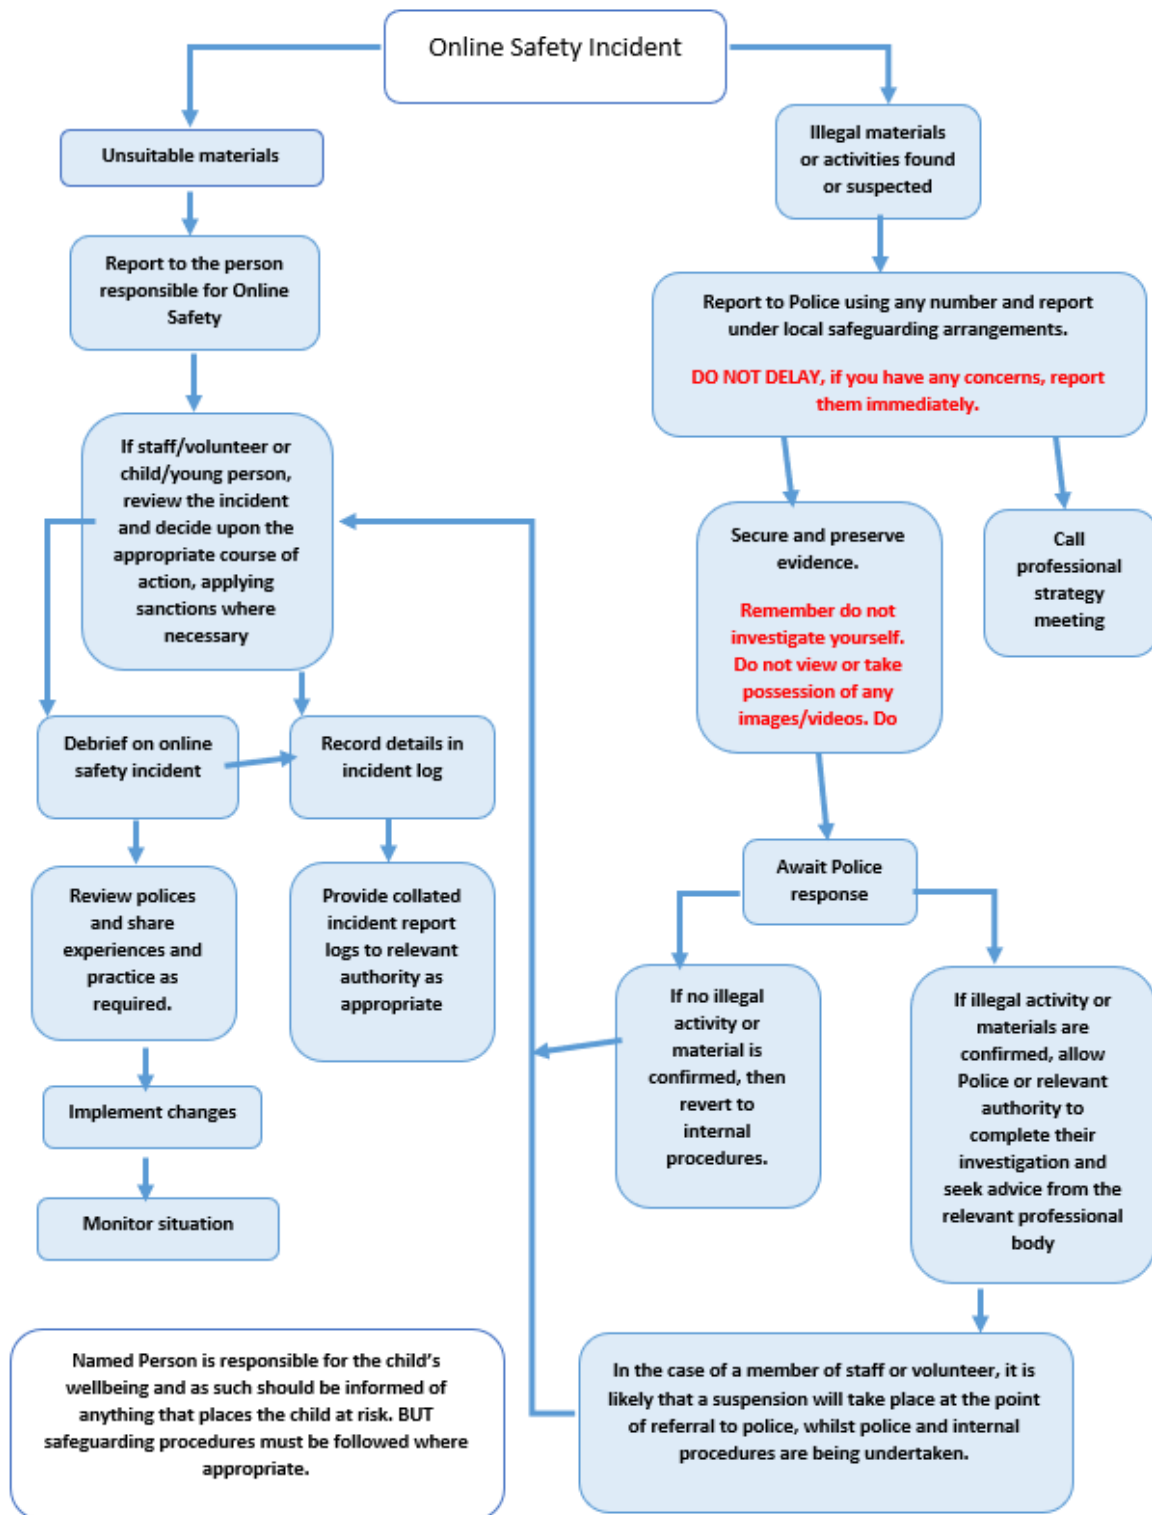 Online Safety Incident
Unsuitable materials
Illegal materials
or activities found
or suspected
Report to the person
responsible for Online
Safety
Report to Police using any number and report
under local safeguarding arrangements.
DO NOT DELAY, if you have any concerns, report
them immediately.
If staff/volunteer or
child/young person,
review the incident
and decide upon the
appropriate course of
action, applying
sanctions where
necessary
Secure and preserve
evidence.
Remember do not
investigate yourself.
Do not view or take
possession of any
images/videos. Do
Call
professional
strategy
meeting
Debrief on online
safety incident
Record details in
incident log
Await Police
response
Review polices
and share
experiences and
practice as
required.
Provide collated
incident report
logs to relevant
authority as
appropriate
If no illegal
activity or
material is
confirmed, then
revert to
internal
procedures.
If illegal activity or
materials are
confirmed, allow
Police or relevant
authority to
complete their
investigation and
seek advice from the
relevant professional
body
Implement changes
Monitor situation
Named Person is responsible for the child’s
wellbeing and as such should be informed of
anything that places the child at risk. BUT
safeguarding procedures must be followed where
appropriate.
In the case of a member of staff or volunteer, it is
likely that a suspension will take place at the point
of referral to police, whilst police and internal
procedures are being undertaken.